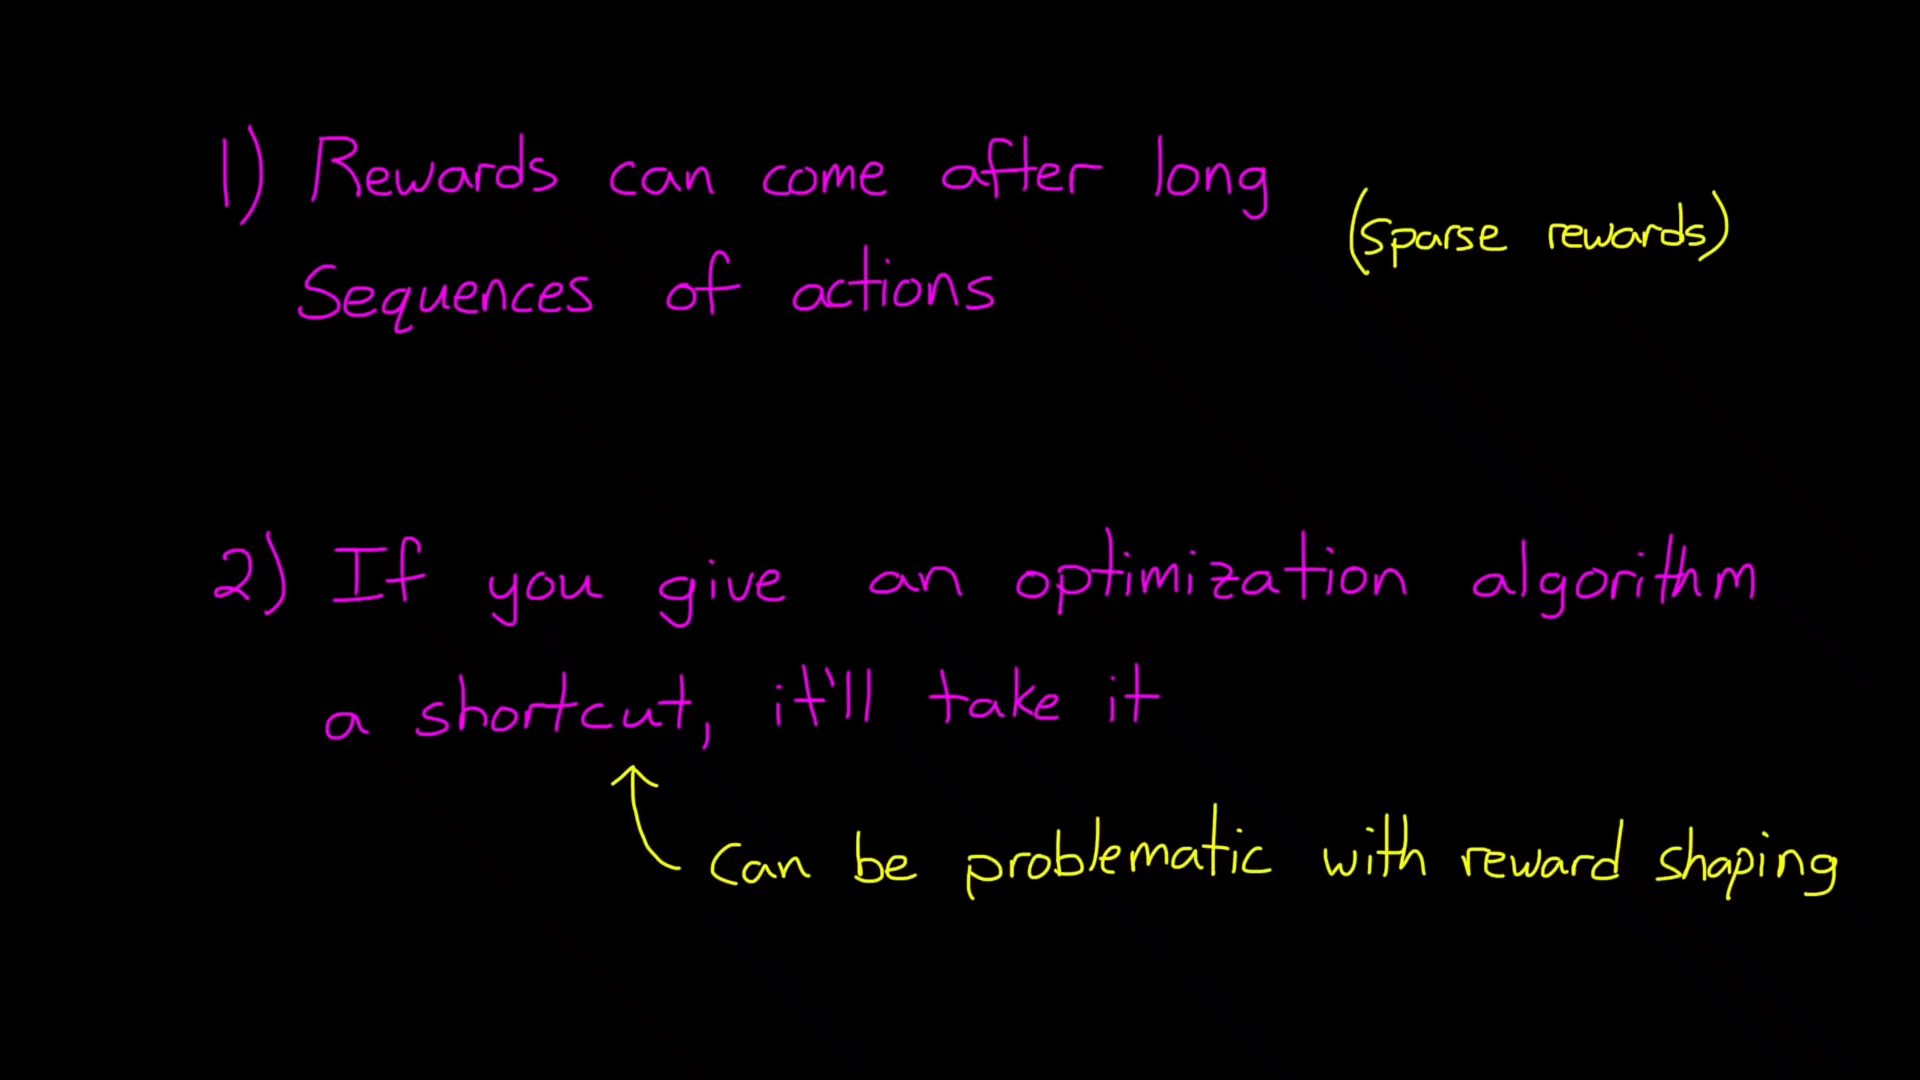 1) Rewards can come after long
(sparse rewards)
Sequences of actions
2) If you give an optimization algorithm
a shortcut, it'll take it
Can be problematic with reward shaping